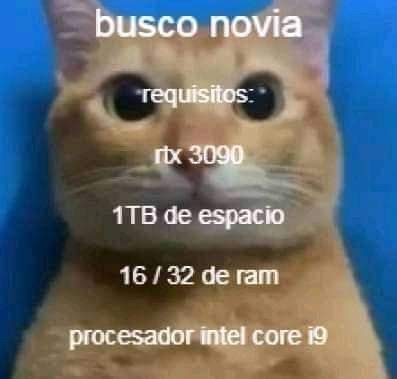 busco novia
requisitos:
rtx 3090
1TB de espacio
16 / 32 de ram
procesador intel core i9